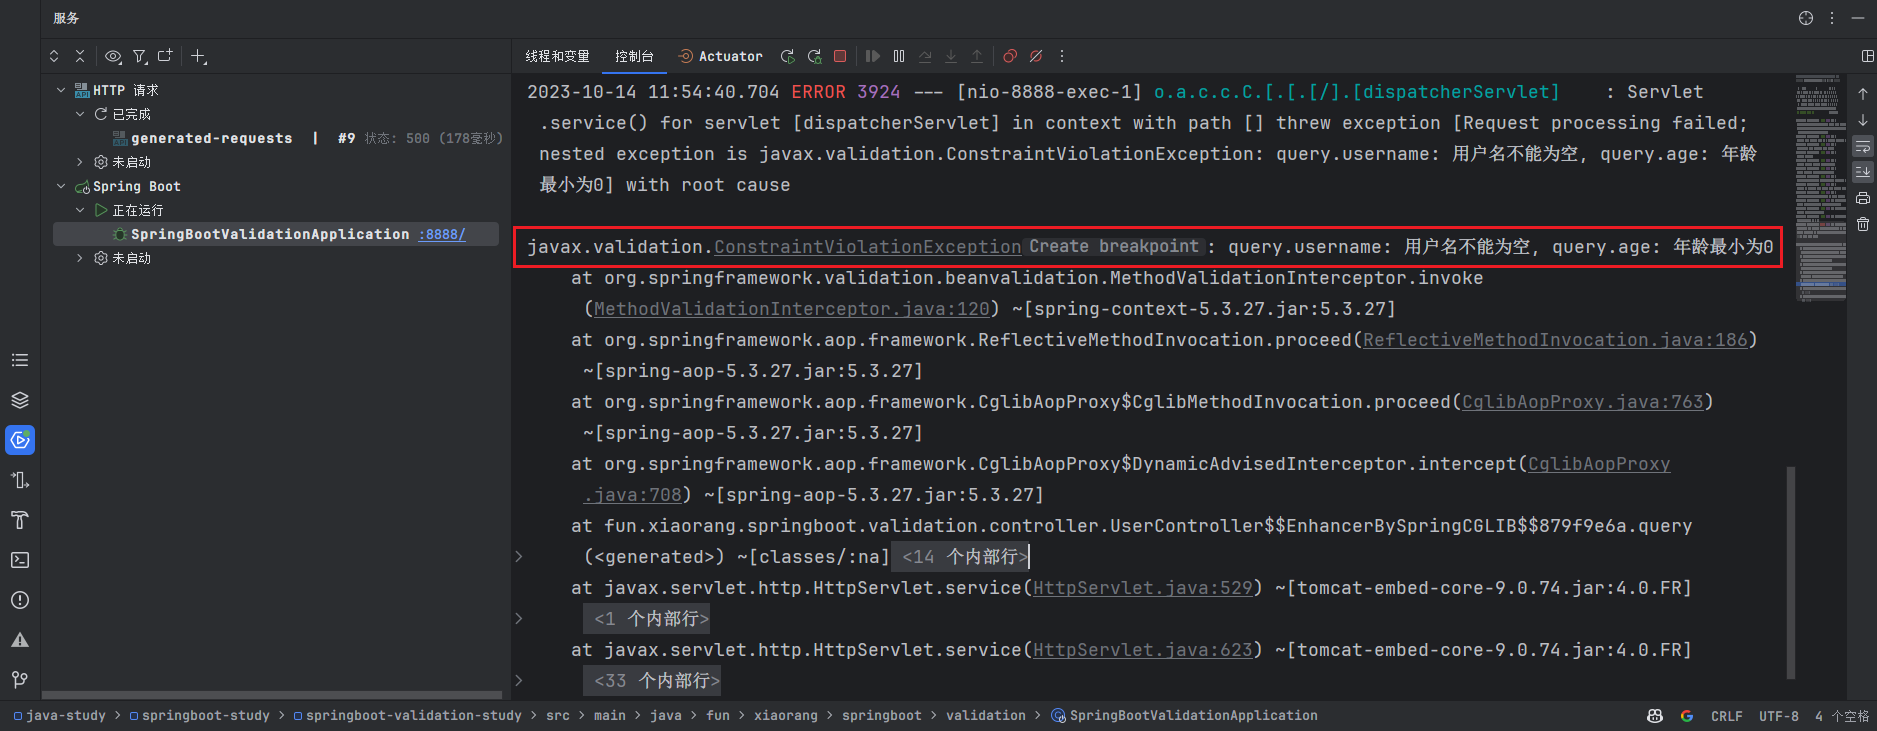 服务
线程和变量 控制台 Actuator
HTTP 请求
已完成
generated-requests | #9 状态: 500 (178毫秒)
未启动
Spring Boot
正在运行
SpringBootValidationApplication :8888/
未启动
2023-10-14 11:54:40.704 ERROR 3924 --- [nio-8888-exec-1] o.a.c.c.C.[.[.[/].[dispatcherServlet] : Servlet
.service() for servlet [dispatcherServlet] in context with path [] threw exception [Request processing failed;
nested exception is javax.validation.ConstraintViolationException: query.username: 用户名不能为空, query.age: 年龄
最小为0] with root cause
javax.validation.ConstraintViolationException Create breakpoint : query.username: 用户名不能为空, query.age: 年龄最小为0
at org.springframework.validation.beanvalidation.MethodValidationInterceptor.invoke
(MethodValidationInterceptor.java:120) ~[spring-context-5.3.27.jar:5.3.27]
at org.springframework.aop.framework.ReflectiveMethodInvocation.proceed(ReflectiveMethodInvocation.java:186)
~[spring-aop-5.3.27.jar:5.3.27]
at org.springframework.aop.framework.CglibAopProxy$CglibMethodInvocation.proceed(CglibAopProxy.java:763)
~[spring-aop-5.3.27.jar:5.3.27]
at org.springframework.aop.framework.CglibAopProxy$DynamicAdvisedInterceptor.intercept(CglibAopProxy
.java:708) ~[spring-aop-5.3.27.jar:5.3.27]
at fun.xiaorang.springboot.validation.controller.UserController$$EnhancerBySpringCGLIB$$879f9e6a.query
(<generated>) ~[classes/:na] <14 个内部行>
at javax.servlet.http.HttpServlet.service(HttpServlet.java:529) ~[tomcat-embed-core-9.0.74.jar:4.0.FR]
<1 个内部行>
at javax.servlet.http.HttpServlet.service(HttpServlet.java:623) ~[tomcat-embed-core-9.0.74.jar:4.0.FR]
<33 个内部行>
java-study > springboot-study > springboot-validation-study > src > main > java > fun > xiaorang > springboot > validation > SpringBootValidationApplication
CRLF UTF-8 4 个空格